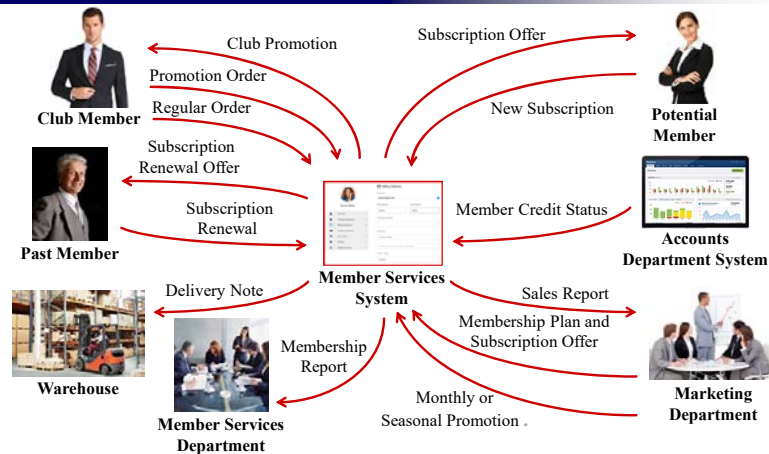 Club Promotion
Subscription Offer
Promotion Order
Regular Order
Club Member
New Subscription
Potential
Member
Subscription
Renewal Offer
Subscription
Renewal
Past Member
Member Credit Status
Accounts
Department System
Member Services
System
Delivery Note
Sales Report
Warehouse
Membership
Report
Membership Plan and
Subscription Offer
Monthly or
Seasonal Promotion .
Marketing
Department
Member Services
Department